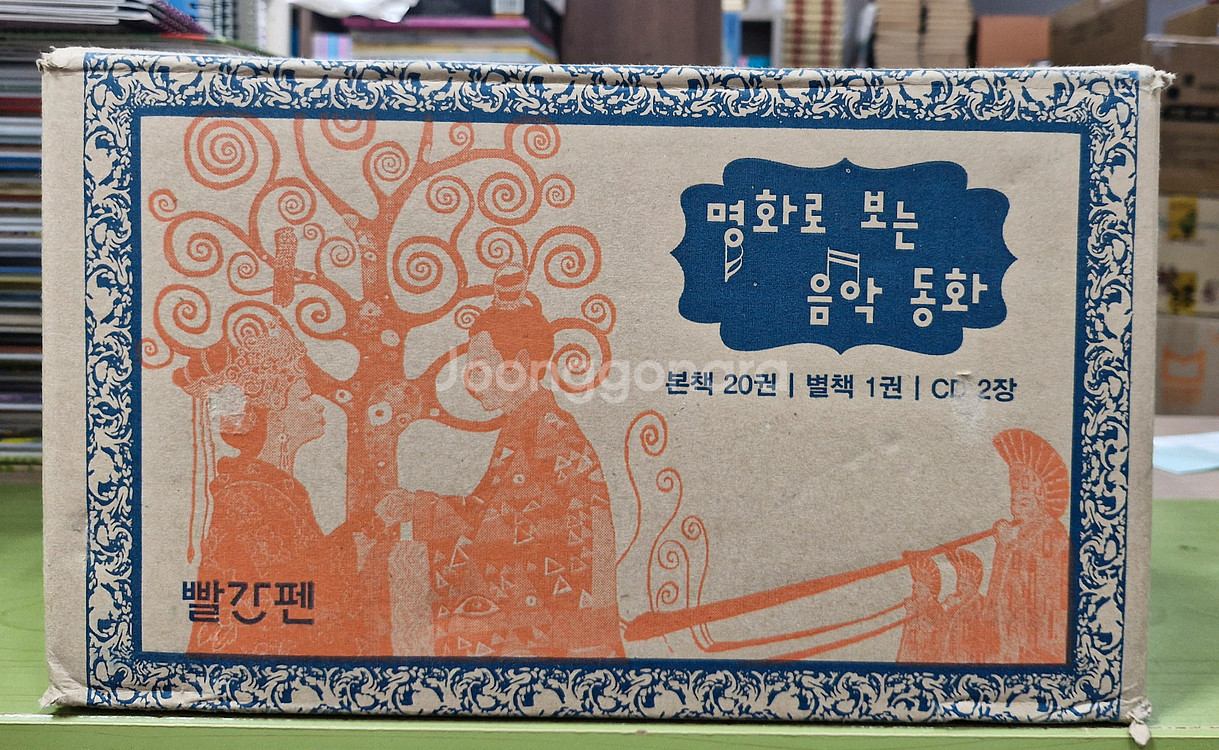 명화로 보는
음악 동화
본책 20권 | 별책 1권 | CD 2장
Joonggonara
빨간펜